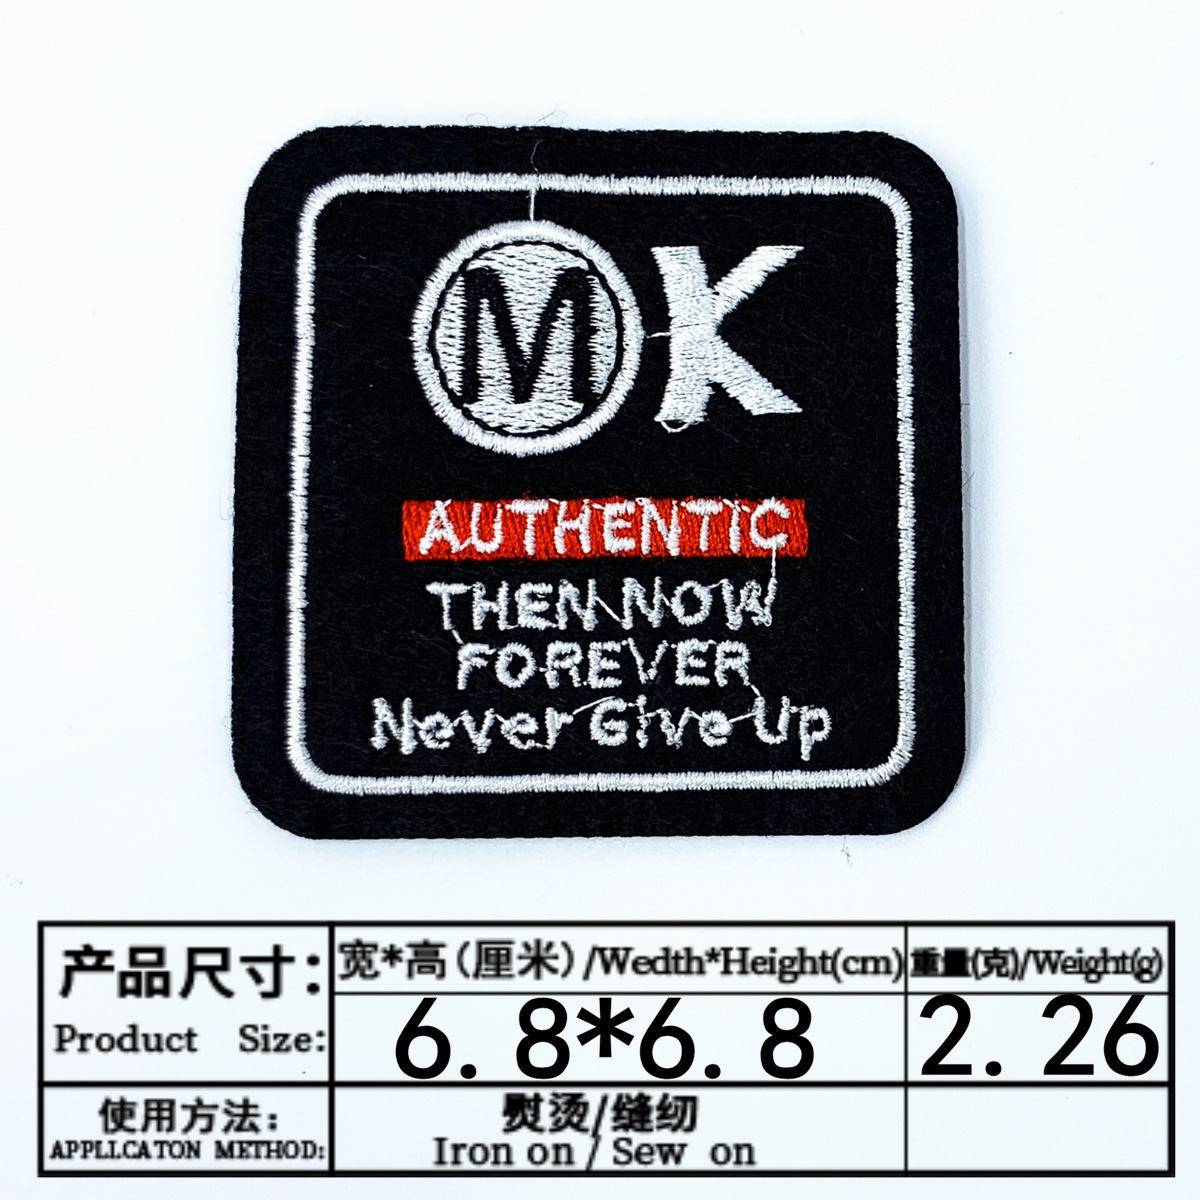 MK
AUTHENTIC
THEN NOW
FOREVER
Never Give Up
产品尺寸:
Product Size:
宽*高(厘米)/Wedth*Height(cm)
重量(克)/Weight(g)
6.8*6.8
2.26
使用方法:
APPLLCATON METHOD:
熨烫/缝纫
Iron on / Sew on